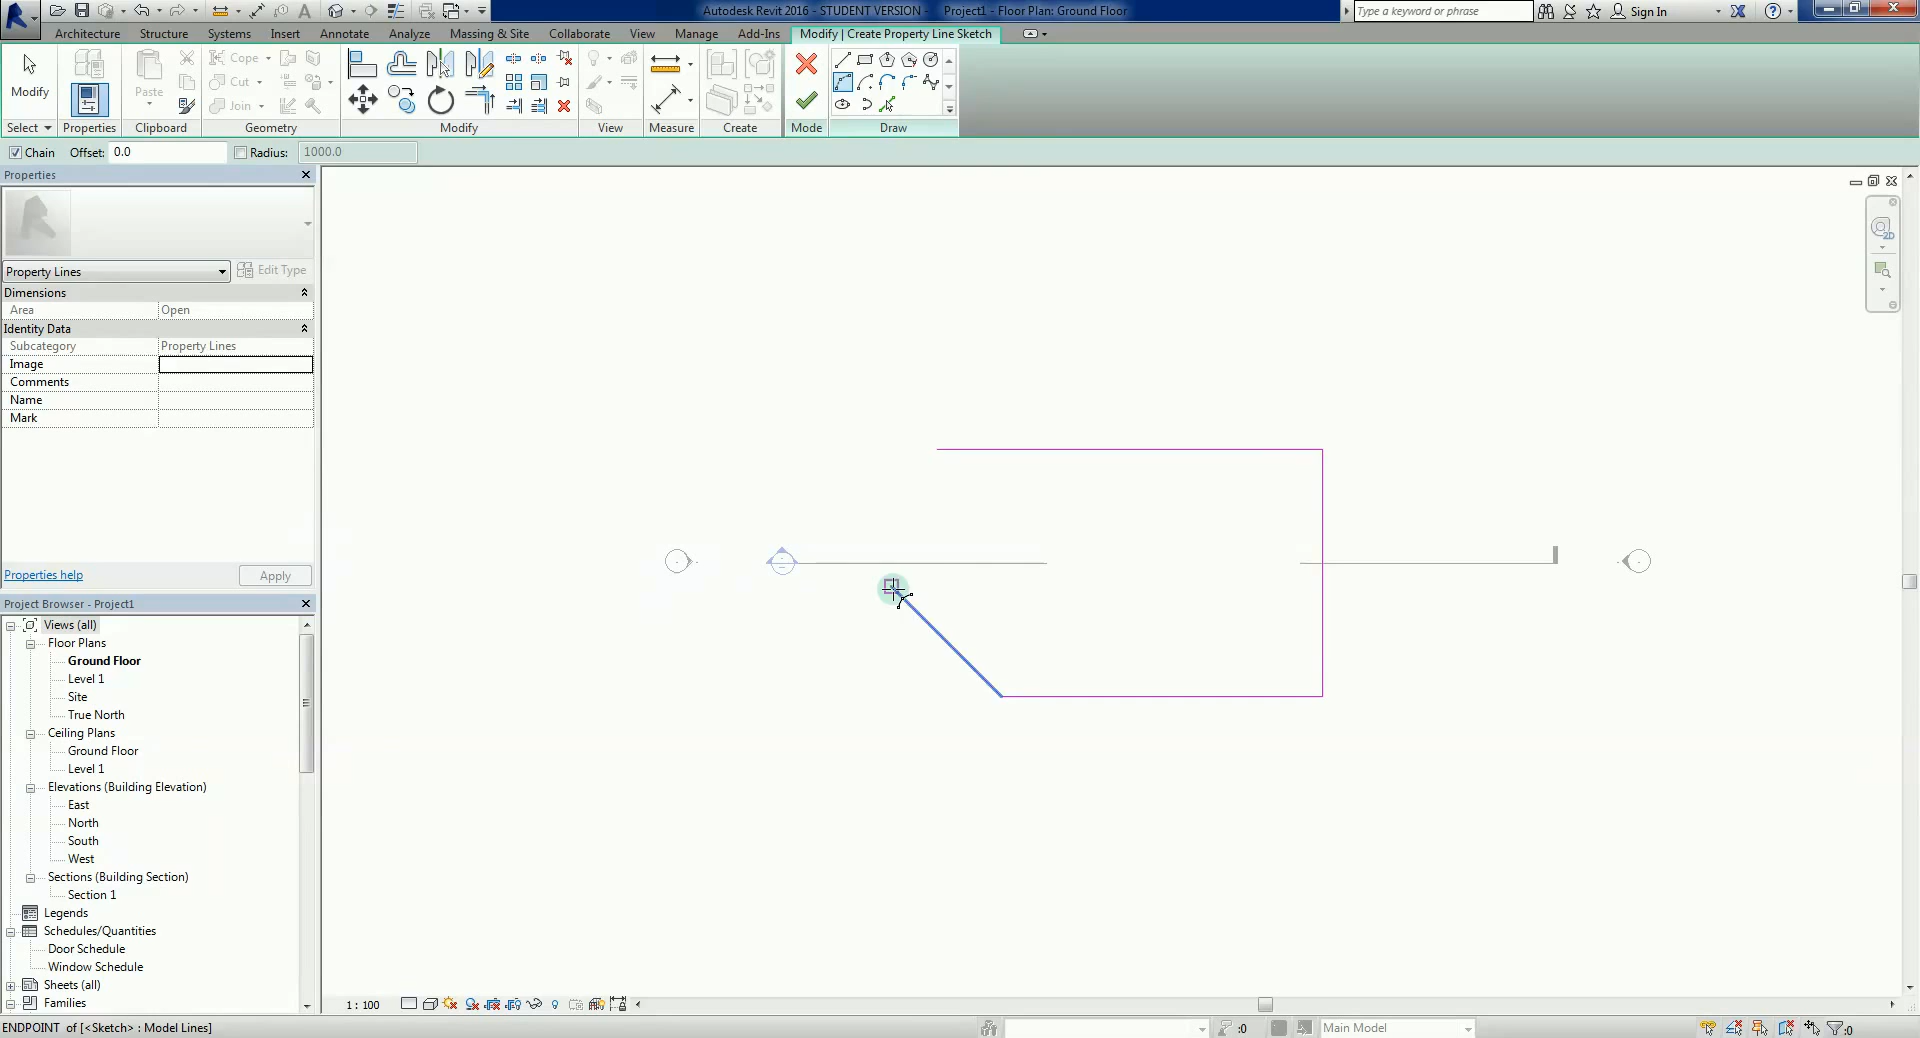 Autodesk Revit 2016 - STUDENT VERSION - Project1 - Floor Plan: Ground Floor
Type a keyword or phrase
Sign In
Architecture Structure Systems Insert Annotate Analyze Massing & Site Collaborate View Manage Add-Ins Modify | Create Property Line Sketch
Modify
Paste
Cope
Cut
Join
Select Properties Clipboard Geometry Modify View Measure Create Mode Draw
Chain Offset: 0.0 Radius: 1000.0
Properties
Property Lines Edit Type
Dimensions
Area Open
Identity Data
Subcategory Property Lines
Image
Comments
Name
Mark
Properties help Apply
Project Browser - Project1
Views (all)
Floor Plans
Ground Floor
Level 1
Site
True North
Ceiling Plans
Ground Floor
Level 1
Elevations (Building Elevation)
East
North
South
West
Sections (Building Section)
Section 1
Legends
Schedules/Quantities
Door Schedule
Window Schedule
Sheets (all)
Families
2D
1 : 100
ENDPOINT of [<Sketch> : Model Lines]
:0
Main Model
:0